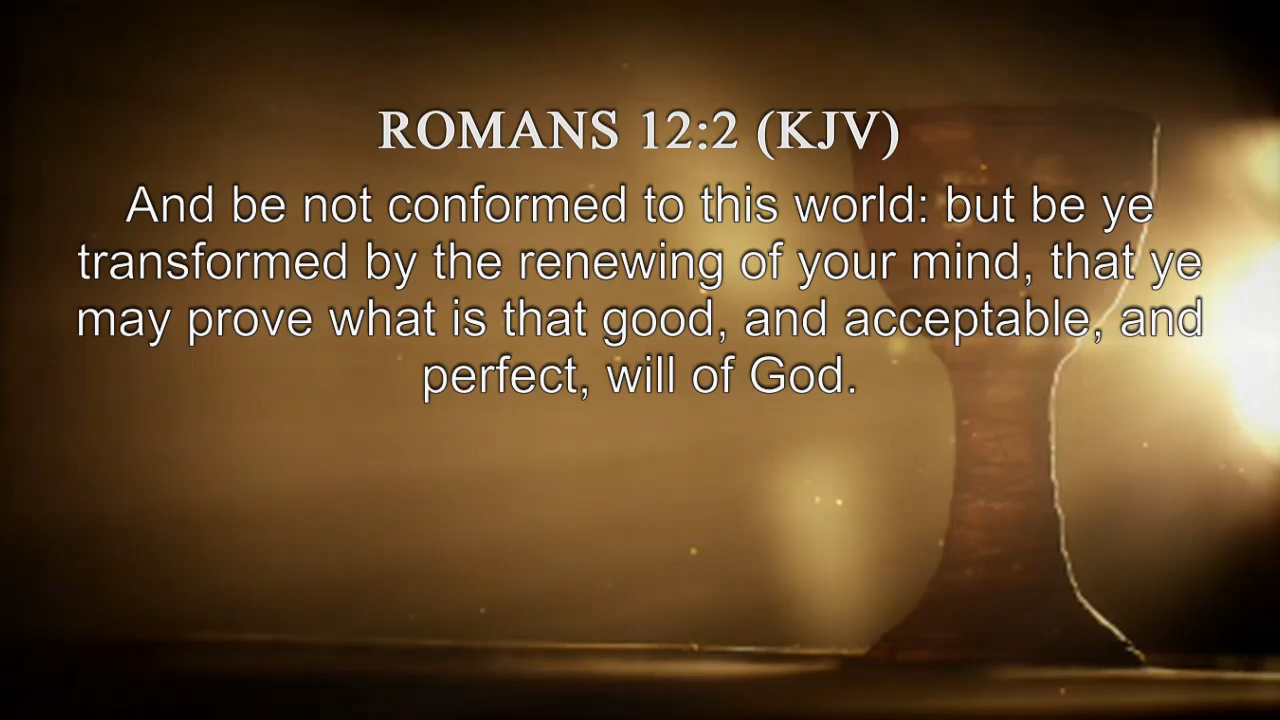 ROMANS 12:2 (KJV)
And be not conformed to this world: but be ye
transformed by the renewing of your mind, that ye
may prove what is that good, and acceptable, and
perfect, will of God.